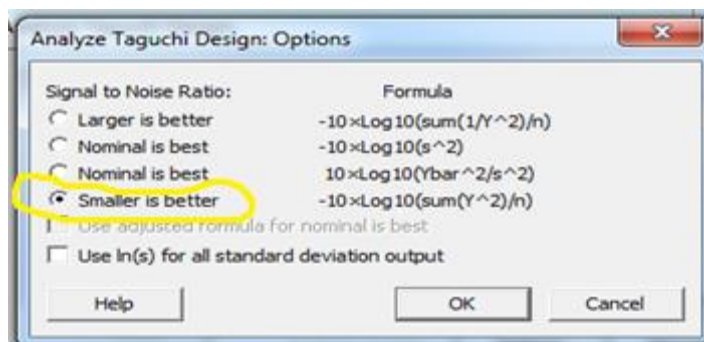 Analyze Taguchi Design: Options
Signal to Noise Ratio: Formula
Larger is better -10×Log10(sum(1/Y^2)/n)
Nominal is best -10×Log10(s^2)
Nominal is best 10×Log10(Ybar^2/s^2)
Smaller is better -10×Log10(sum(Y^2)/n)
Use adjusted formula for nominal is best
Use ln(s) for all standard deviation output
Help OK Cancel